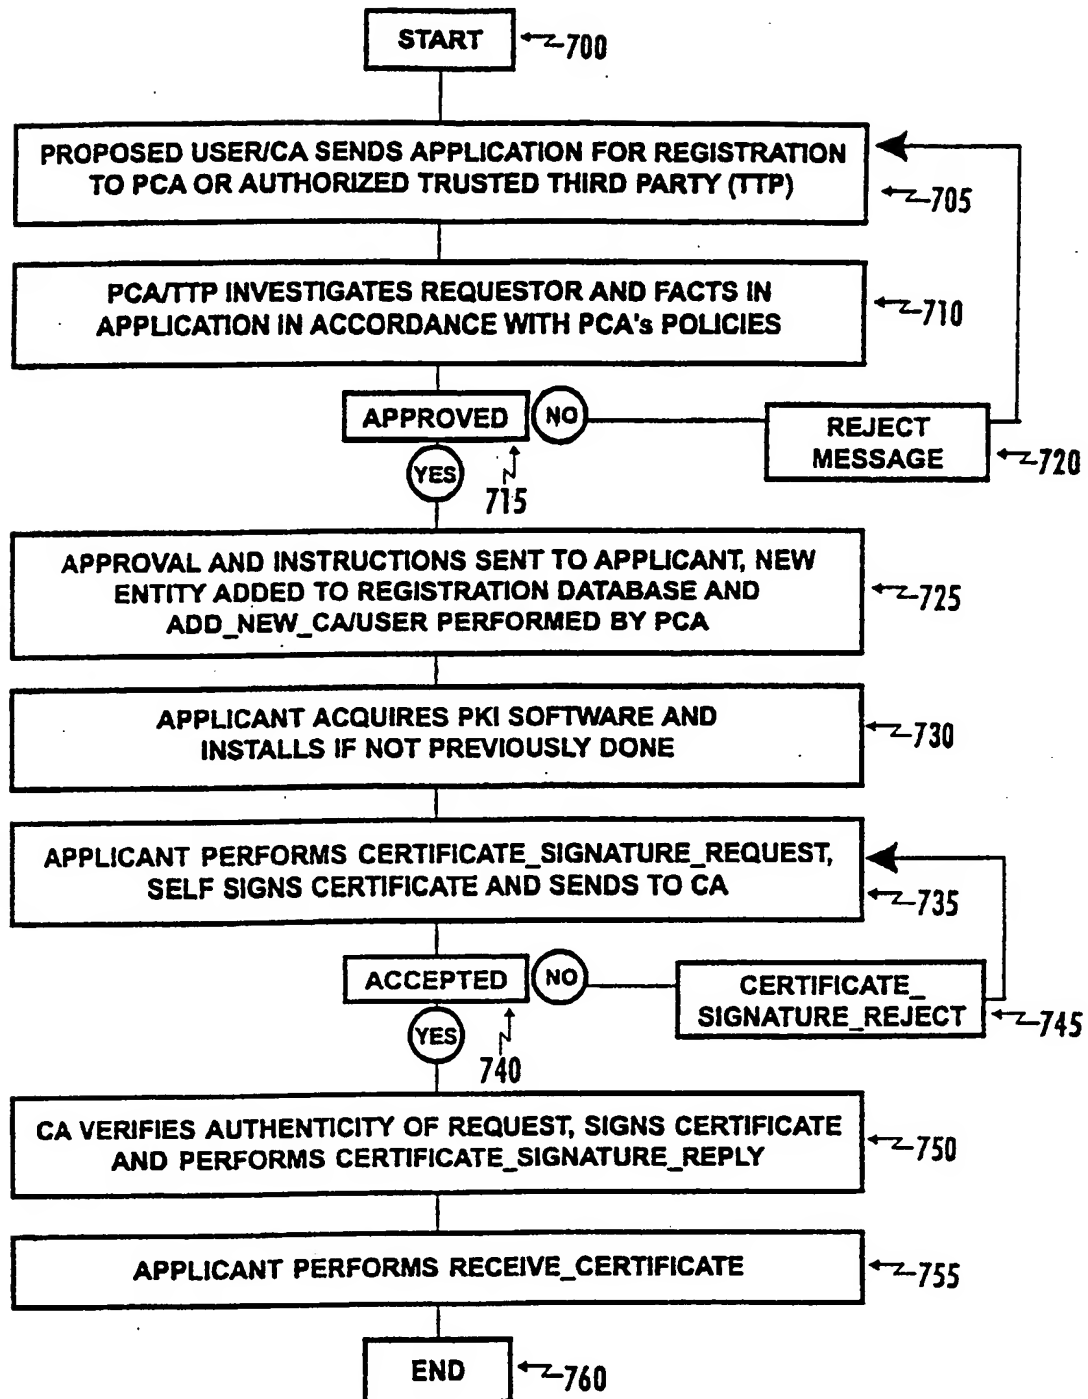 START
700
PROPOSED USER/CA SENDS APPLICATION FOR REGISTRATION
TO PCA OR AUTHORIZED TRUSTED THIRD PARTY (TTP)
705
PCA/TTP INVESTIGATES REQUESTOR AND FACTS IN
APPLICATION IN ACCORDANCE WITH PCA's POLICIES
710
APPROVED
NO
REJECT
MESSAGE
720
YES
715
APPROVAL AND INSTRUCTIONS SENT TO APPLICANT, NEW
ENTITY ADDED TO REGISTRATION DATABASE AND
ADD_NEW_CA/USER PERFORMED BY PCA
725
APPLICANT ACQUIRES PKI SOFTWARE AND
INSTALLS IF NOT PREVIOUSLY DONE
730
APPLICANT PERFORMS CERTIFICATE_SIGNATURE_REQUEST,
SELF SIGNS CERTIFICATE AND SENDS TO CA
735
ACCEPTED
NO
CERTIFICATE_
SIGNATURE_REJECT
745
YES
740
CA VERIFIES AUTHENTICITY OF REQUEST, SIGNS CERTIFICATE
AND PERFORMS CERTIFICATE_SIGNATURE_REPLY
750
APPLICANT PERFORMS RECEIVE_CERTIFICATE
755
END
760